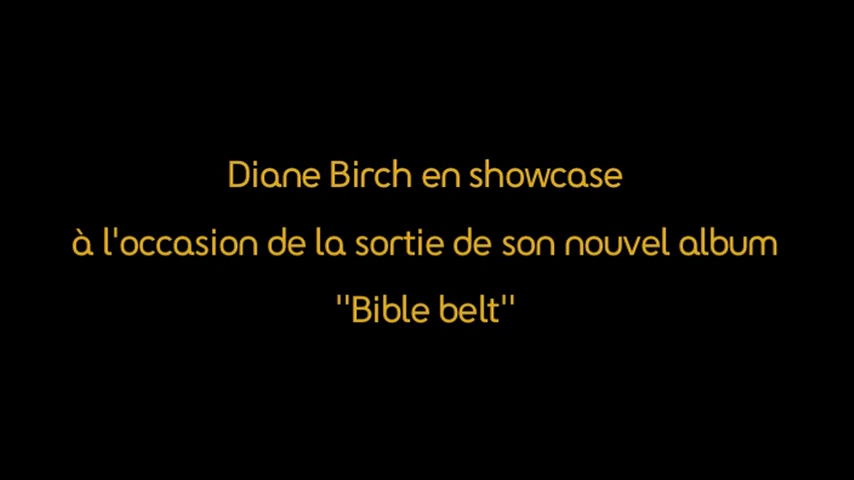 Diane Birch en showcase
à l'occasion de la sortie de son nouvel album
"Bible belt"